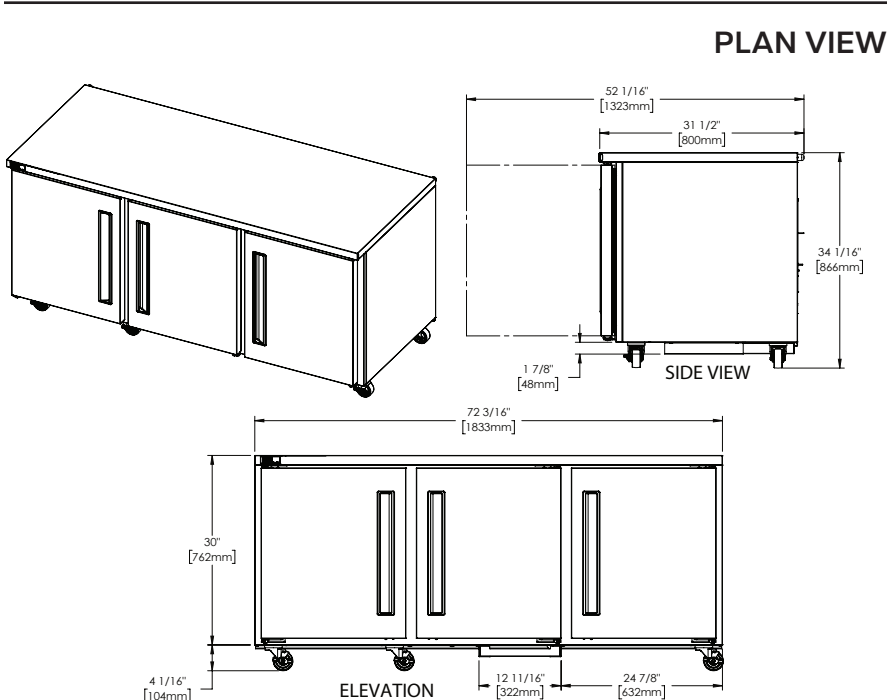 PLAN VIEW
52 1/16"
[1323mm]
31 1/2"
[800mm]
34 1/16"
[866mm]
1 7/8"
[48mm]
SIDE VIEW
72 3/16"
[1833mm]
30"
[762mm]
4 1/16"
[104mm]
ELEVATION
12 11/16"
[322mm]
24 7/8"
[632mm]